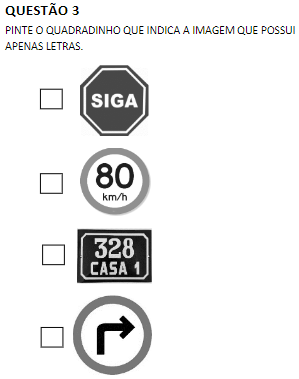 QUESTÃO 3
PINTE O QUADRADINHO QUE INDICA A IMAGEM QUE POSSUI
APENAS LETRAS.
SIGA
80
km/h
328
CASA 1